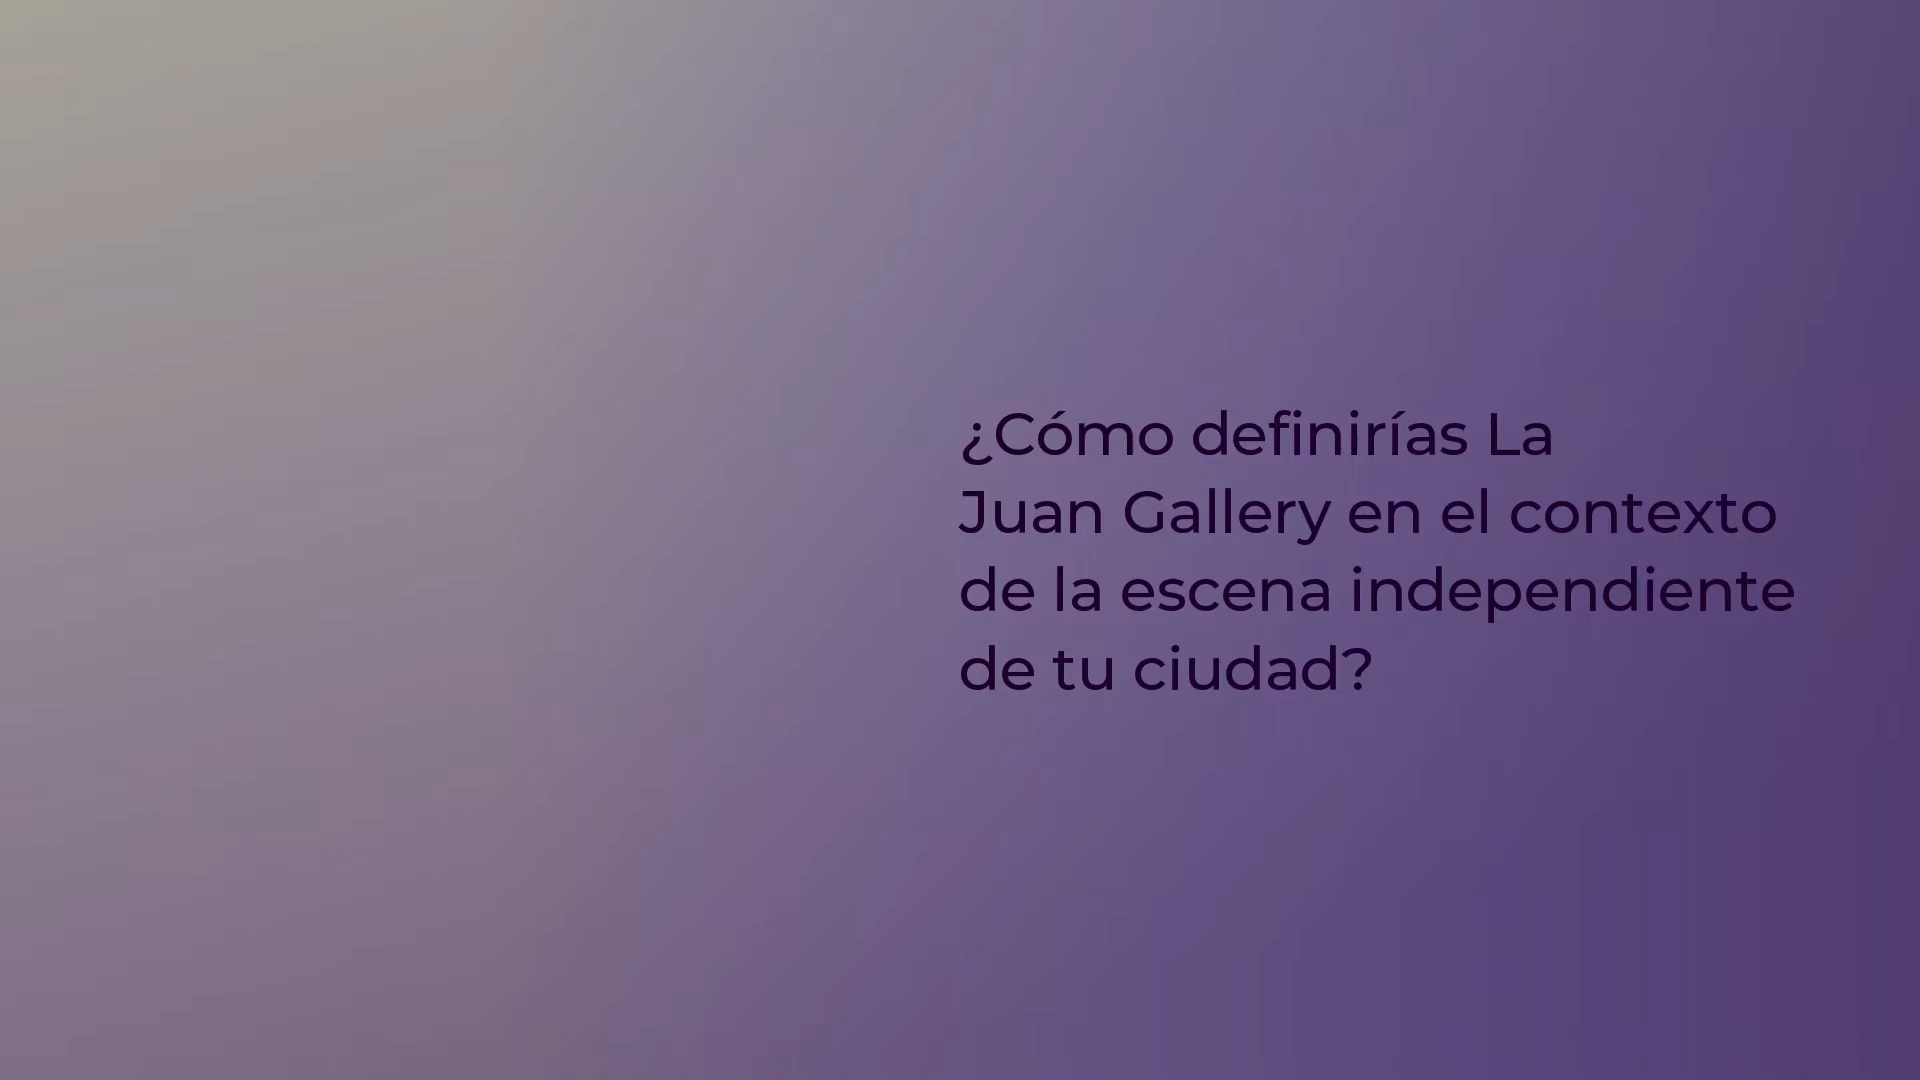 ¿Cómo definirías La
Juan Gallery en el contexto
de la escena independiente
de tu ciudad?